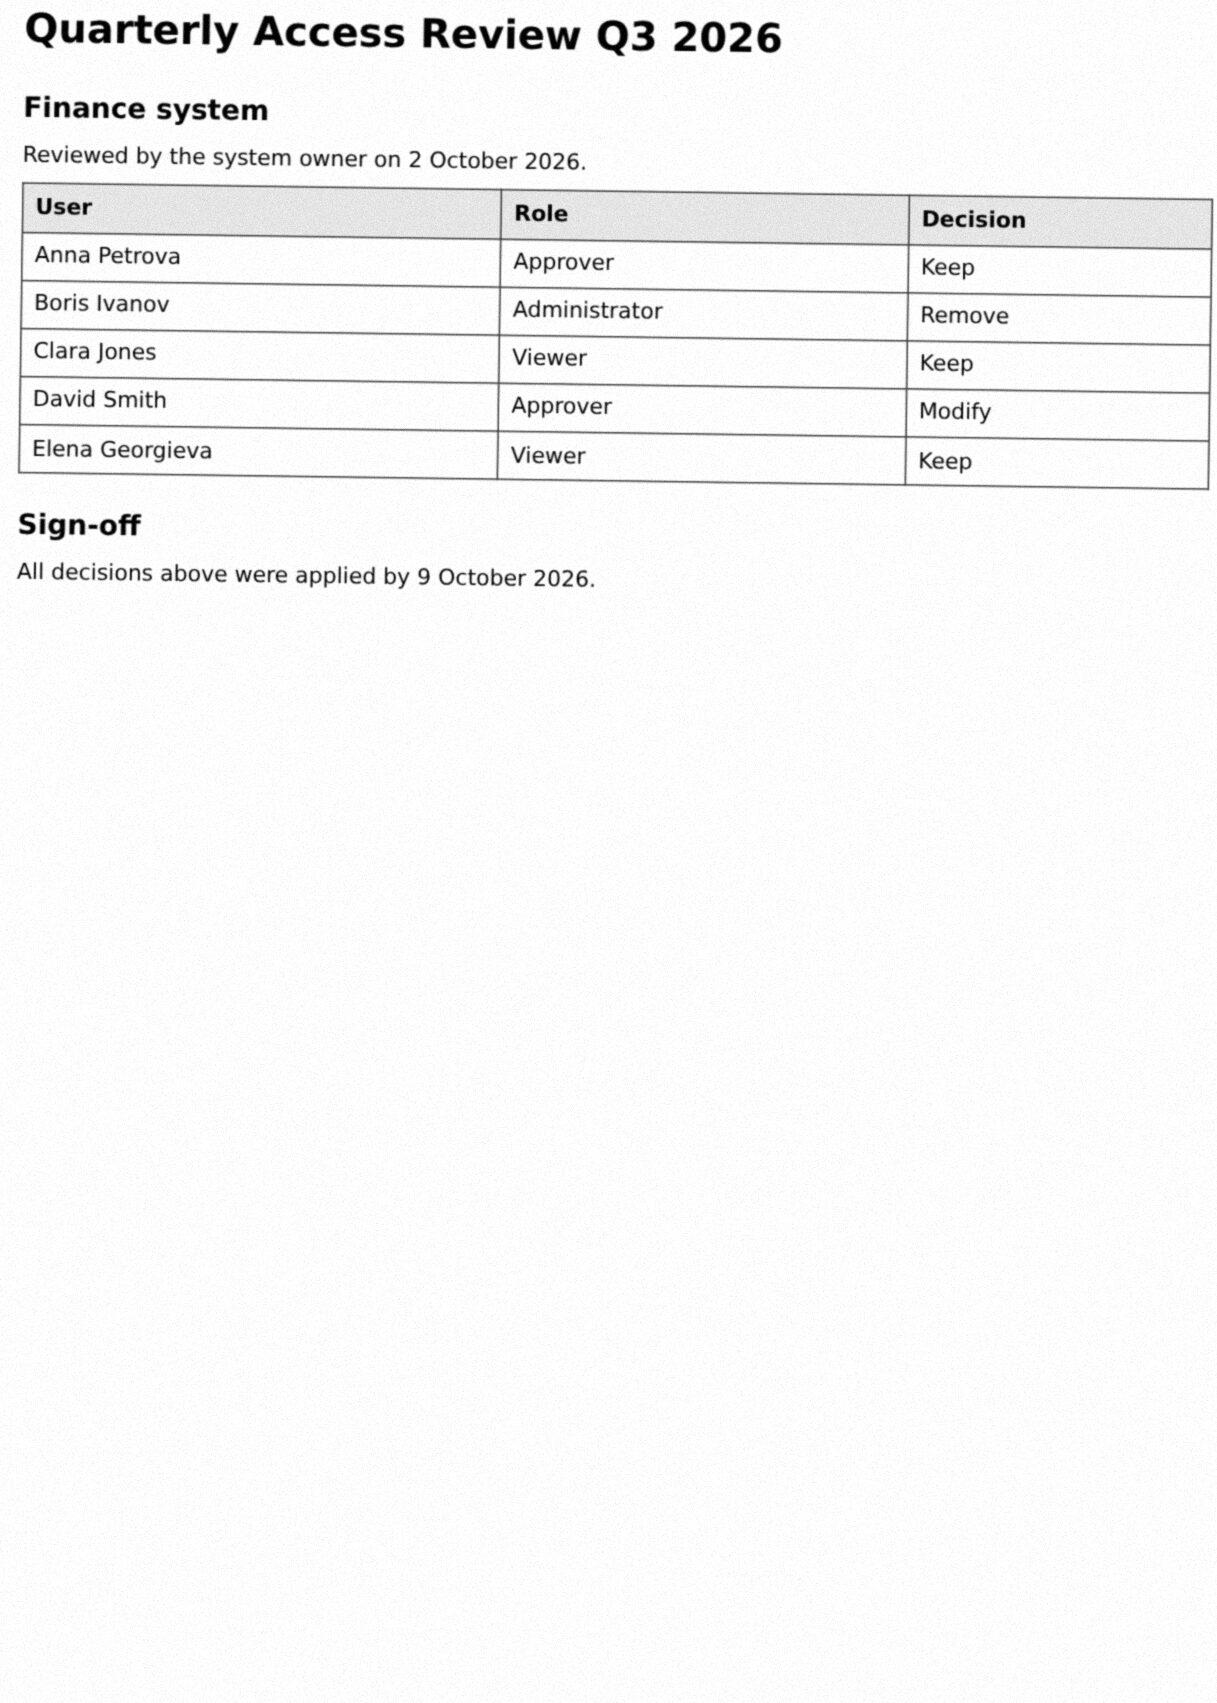 Quarterly Access Review Q3 2026
Finance system
Reviewed by the system owner on 2 October 2026.
User Role Decision
Anna Petrova Approver Keep
Boris Ivanov Administrator Remove
Clara Jones Viewer Keep
David Smith Approver Modify
Elena Georgieva Viewer Keep
Sign-off
All decisions above were applied by 9 October 2026.